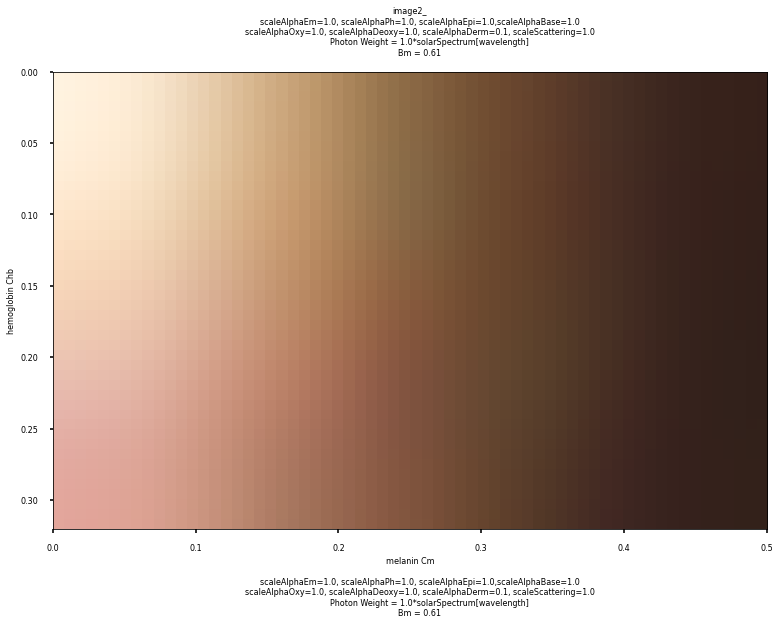 image2_
scaleAlphaEm=1.0, scaleAlphaPh=1.0, scaleAlphaEpi=1.0,scaleAlphaBase=1.0
scaleAlphaOxy=1.0, scaleAlphaDeoxy=1.0, scaleAlphaDerm=0.1, scaleScattering=1.0
Photon Weight = 1.0*solarSpectrum[wavelength]
Bm = 0.61
hemoglobin Chb
0.00
0.05
0.10
0.15
0.20
0.25
0.30
0.0 0.1 0.2 0.3 0.4 0.5
melanin Cm
scaleAlphaEm=1.0, scaleAlphaPh=1.0, scaleAlphaEpi=1.0,scaleAlphaBase=1.0
scaleAlphaOxy=1.0, scaleAlphaDeoxy=1.0, scaleAlphaDerm=0.1, scaleScattering=1.0
Photon Weight = 1.0*solarSpectrum[wavelength]
Bm = 0.61